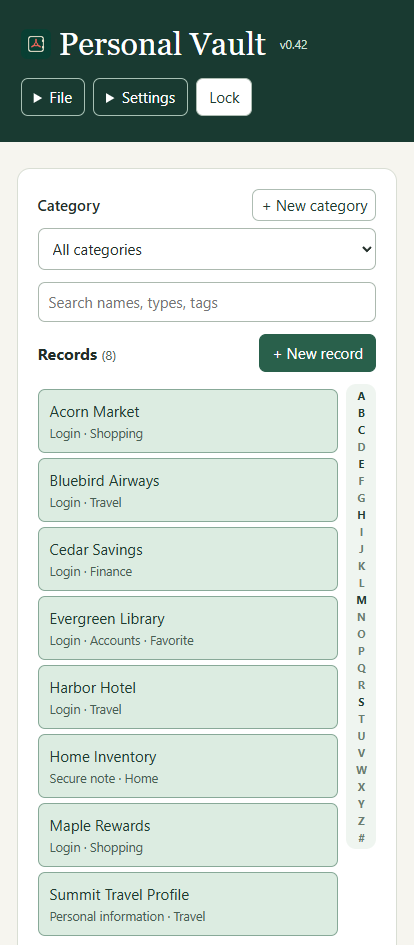 Personal Vault v0.42
▶ File ▶ Settings Lock
Category + New category
All categories
Search names, types, tags
Records (8) + New record
Acorn Market
Login · Shopping
Bluebird Airways
Login · Travel
Cedar Savings
Login · Finance
Evergreen Library
Login · Accounts · Favorite
Harbor Hotel
Login · Travel
Home Inventory
Secure note · Home
Maple Rewards
Login · Shopping
Summit Travel Profile
Personal information · Travel
A
B
C
D
E
F
G
H
I
J
K
L
M
N
O
P
Q
R
S
T
U
V
W
X
Y
Z
#